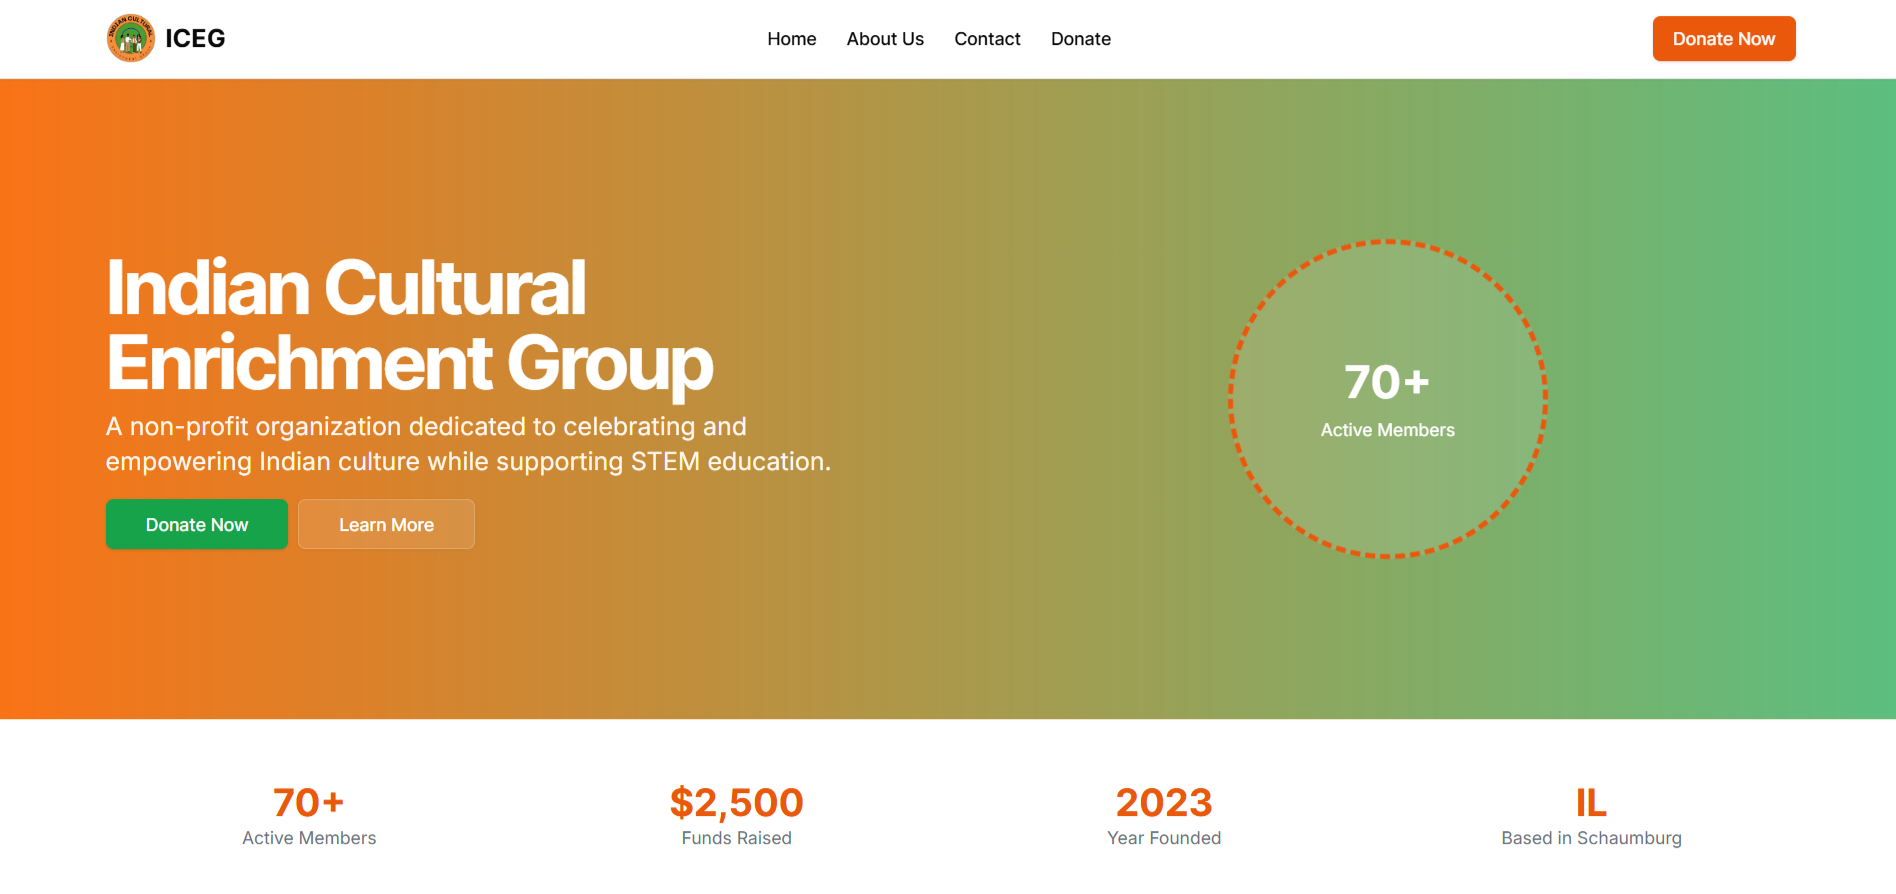 INDIAN CULTURAL
ICEG
Home
About Us
Contact
Donate
Donate Now
Indian Cultural
Enrichment Group
A non-profit organization dedicated to celebrating and
empowering Indian culture while supporting STEM education.
Donate Now
Learn More
70+
Active Members
70+
Active Members
$2,500
Funds Raised
2023
Year Founded
IL
Based in Schaumburg